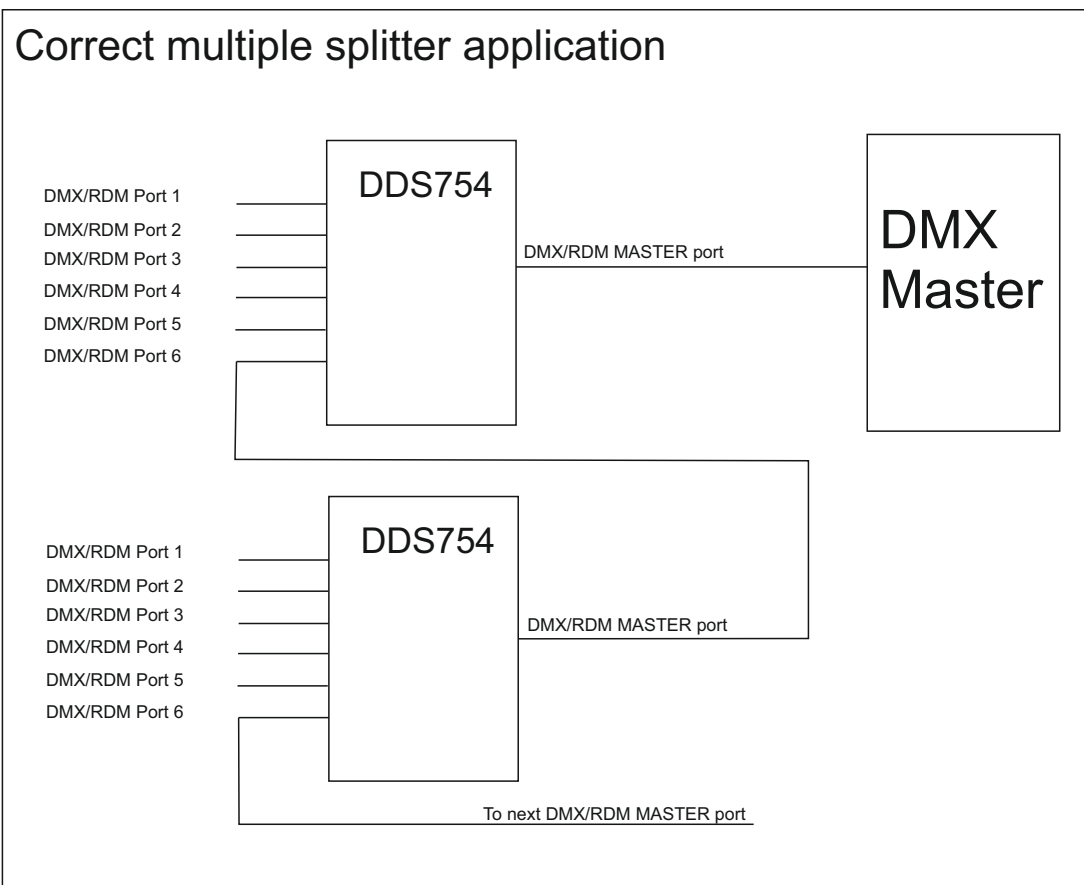 Correct multiple splitter application
DDS754
DMX/RDM Port 1
DMX/RDM Port 2
DMX/RDM Port 3
DMX/RDM Port 4
DMX/RDM Port 5
DMX/RDM Port 6
DMX/RDM MASTER port
DMX
Master
DDS754
DMX/RDM Port 1
DMX/RDM Port 2
DMX/RDM Port 3
DMX/RDM Port 4
DMX/RDM Port 5
DMX/RDM Port 6
DMX/RDM MASTER port
To next DMX/RDM MASTER port